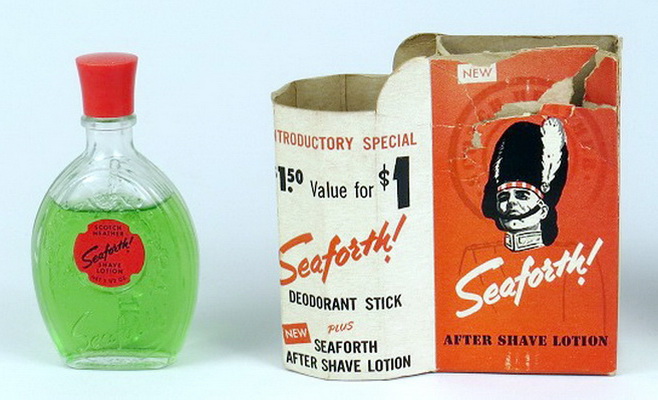 SCOTCH
HEATHER
Seaforth!
SHAVE
LOTION
INTRODUCTORY SPECIAL
$1.50 Value for $1
Seaforth!
DEODORANT STICK
NEW PLUS
SEAFORTH
AFTER SHAVE LOTION
NEW
Seaforth!
AFTER SHAVE LOTION